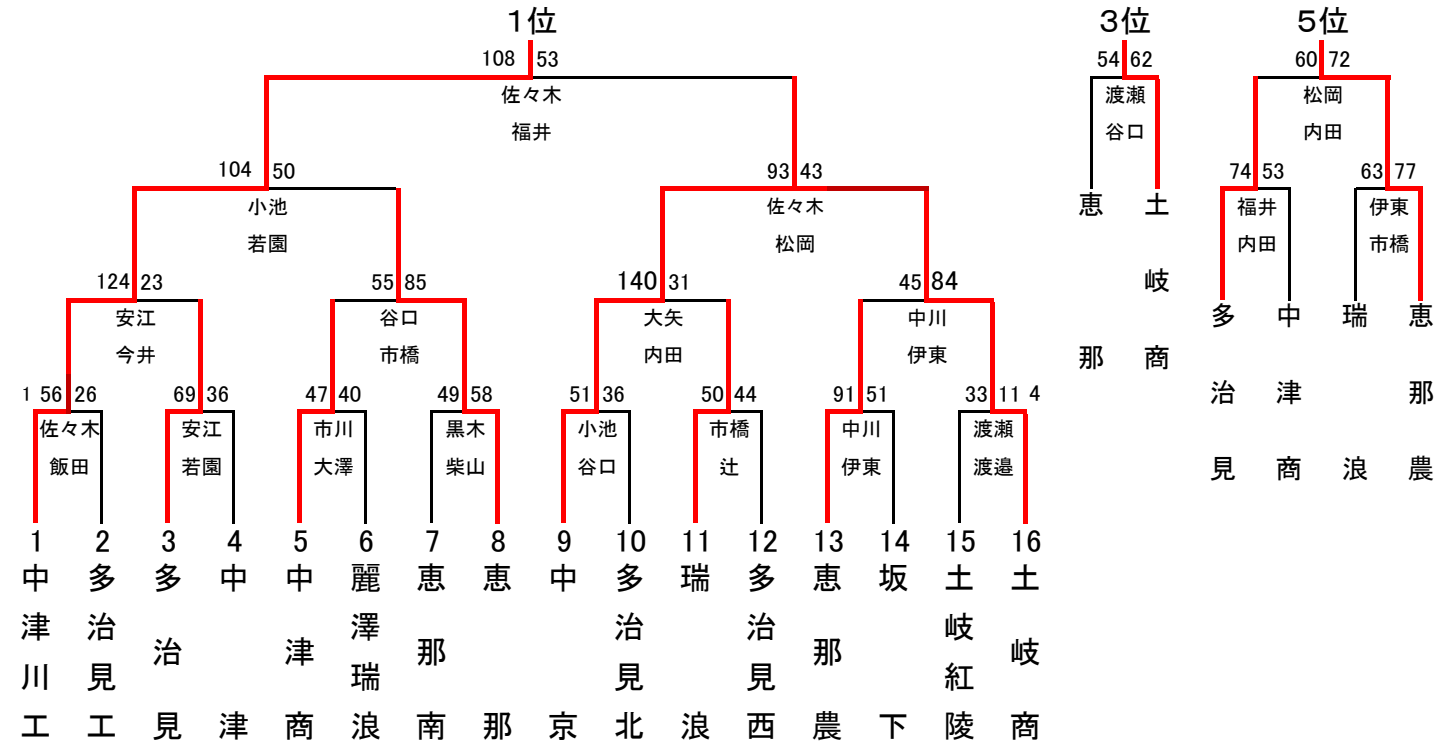 1位 3位 5位
108 53 54 62 60 72
佐々木 渡瀬 松岡
福井 谷口 内田
104 50 93 43 74 53 63 77
小池 佐々木 福井 伊東
若園 松岡 内田 市橋
恵那 土岐商
124 23 55 85 140 31 45 84
安江 谷口 大矢 中川
今井 市橋 内田 伊東
多治見 中津商 瑞浪 恵那農
1 56 26 69 36 47 40 49 58 51 36 50 44 91 51 33 11 4
佐々木 安江 市川 黒木 小池 市橋 中川 渡瀬
飯田 若園 大澤 柴山 谷口 辻 伊東 渡邉
1 2 3 4 5 6 7 8 9 10 11 12 13 14 15 16
中津川工
多治見工
多治見
中津
中津商
麗澤瑞浪
恵那南
恵那
中京
多治見北
瑞浪
多治見西
恵那農
坂下
土岐紅陵
土岐商